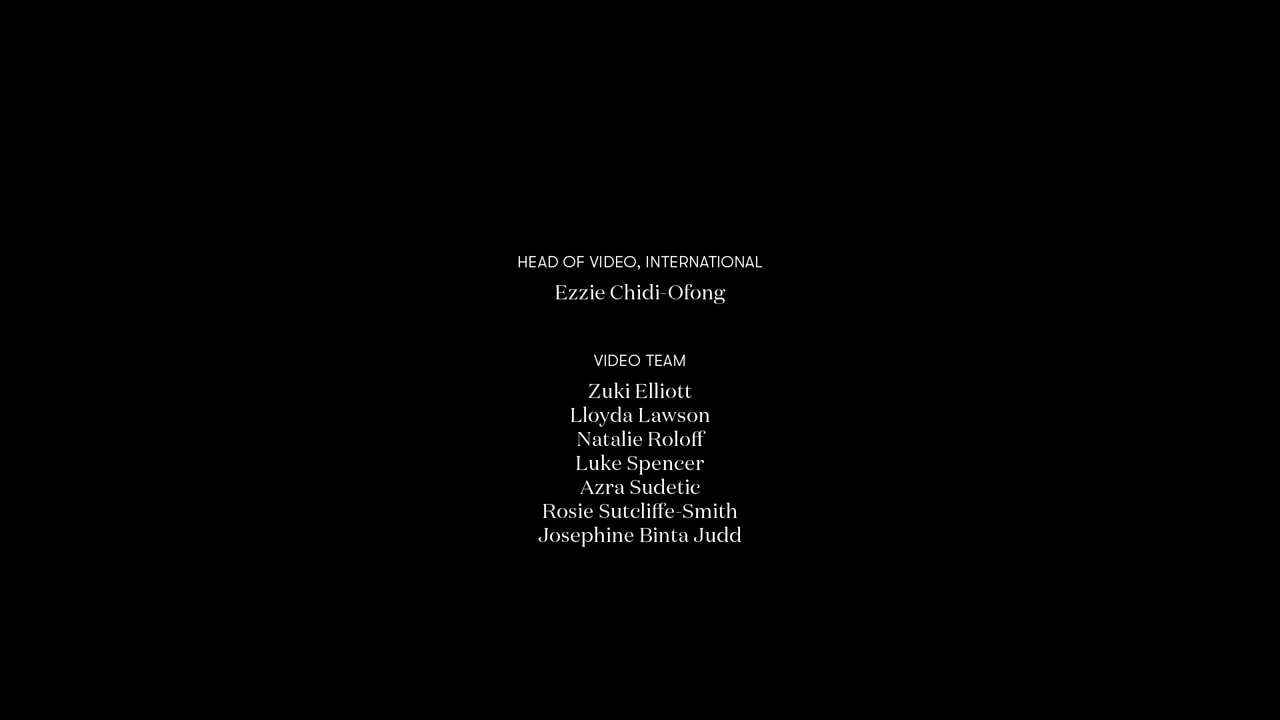 HEAD OF VIDEO, INTERNATIONAL
Ezzie Chidi-Ofong
VIDEO TEAM
Zuki Elliott
Lloyda Lawson
Natalie Roloff
Luke Spencer
Azra Sudetic
Rosie Sutcliffe-Smith
Josephine Binta Judd